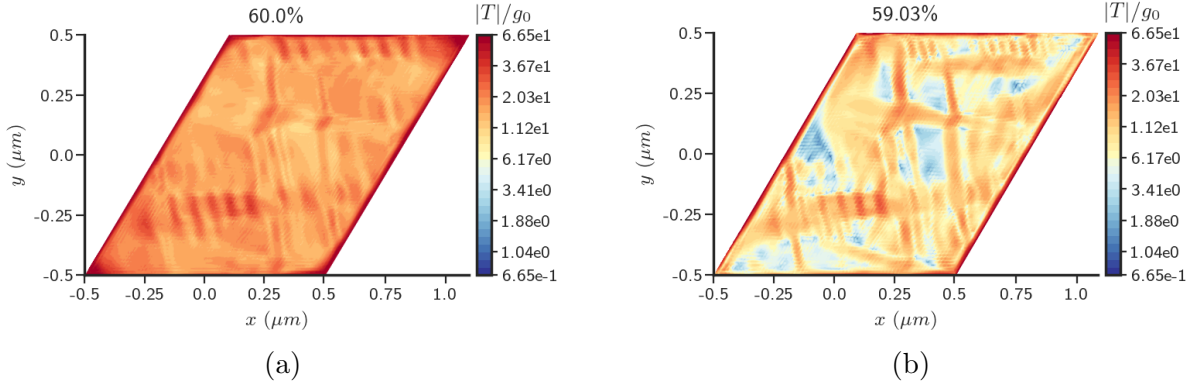 60.0%
|T|/g0
0.5
0.25
0.0
-0.25
-0.5
y (μm)
-0.5 -0.25 0.0 0.25 0.5 0.75 1.0
x (μm)
6.65e1
3.67e1
2.03e1
1.12e1
6.17e0
3.41e0
1.88e0
1.04e0
6.65e-1
(a)
59.03%
|T|/g0
0.5
0.25
0.0
-0.25
-0.5
y (μm)
-0.5 -0.25 0.0 0.25 0.5 0.75 1.0
x (μm)
6.65e1
3.67e1
2.03e1
1.12e1
6.17e0
3.41e0
1.88e0
1.04e0
6.65e-1
(b)